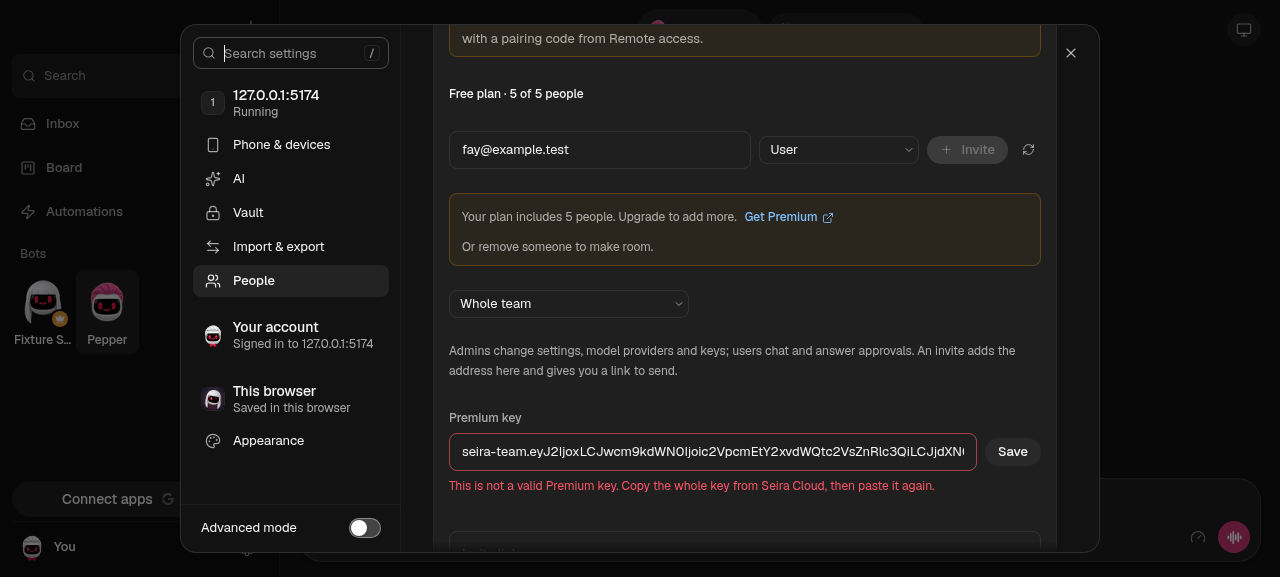 Search settings
/
1
127.0.0.1:5174
Running
Phone & devices
AI
Vault
Import & export
People
Your account
Signed in to 127.0.0.1:5174
This browser
Saved in this browser
Appearance
Advanced mode
Search
Inbox
Board
Automations
Bots
Fixture S...
Pepper
Connect apps
You
with a pairing code from Remote access.
Free plan · 5 of 5 people
fay@example.test
User
+ Invite
Your plan includes 5 people. Upgrade to add more. Get Premium
Or remove someone to make room.
Whole team
Admins change settings, model providers and keys; users chat and answer approvals. An invite adds the
address here and gives you a link to send.
Premium key
Save
This is not a valid Premium key. Copy the whole key from Seira Cloud, then paste it again.